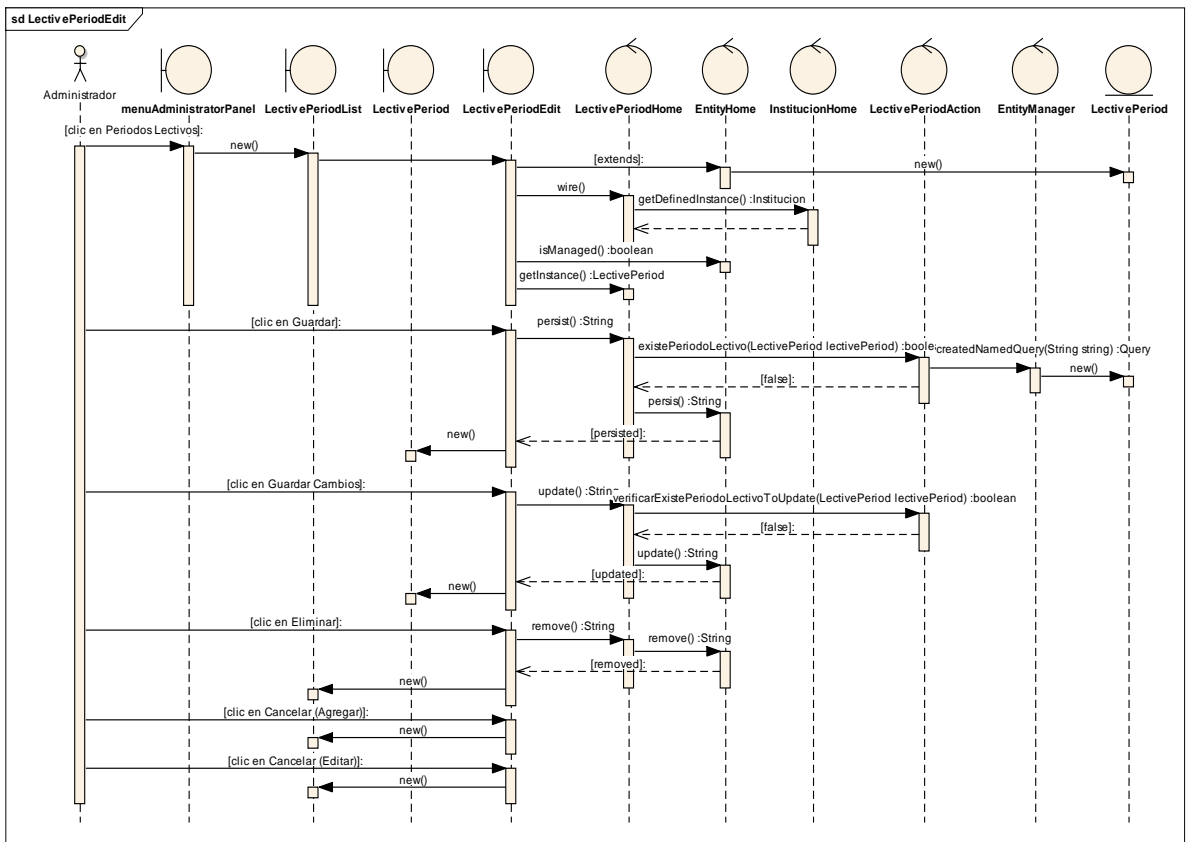 sd LectivePeriodEdit
Administrador
menuAdministratorPanel
LectivePeriodList
LectivePeriod
LectivePeriodEdit
LectivePeriodHome
EntityHome
InstitucionHome
LectivePeriodAction
EntityManager
LectivePeriod
[clic en Periodos Lectivos]:
new()
[extends]:
new()
wire()
getDefinedInstance() :Institucion
isManaged() :boolean
getInstance() :LectivePeriod
[clic en Guardar]:
persist() :String
existePeriodoLectivo(LectivePeriod lectivePeriod) :boole
createdNamedQuery(String string) :Query
new()
[false]:
persis() :String
[persisted]:
new()
[clic en Guardar Cambios]:
update() :Strin
verificarExistePeriodoLectivoToUpdate(LectivePeriod lectivePeriod) :boolean
[false]:
update() :String
[updated]:
new()
[clic en Eliminar]:
remove() :String
remove() :String
[removed]:
new()
[clic en Cancelar (Agregar)]:
new()
[clic en Cancelar (Editar)]:
new()